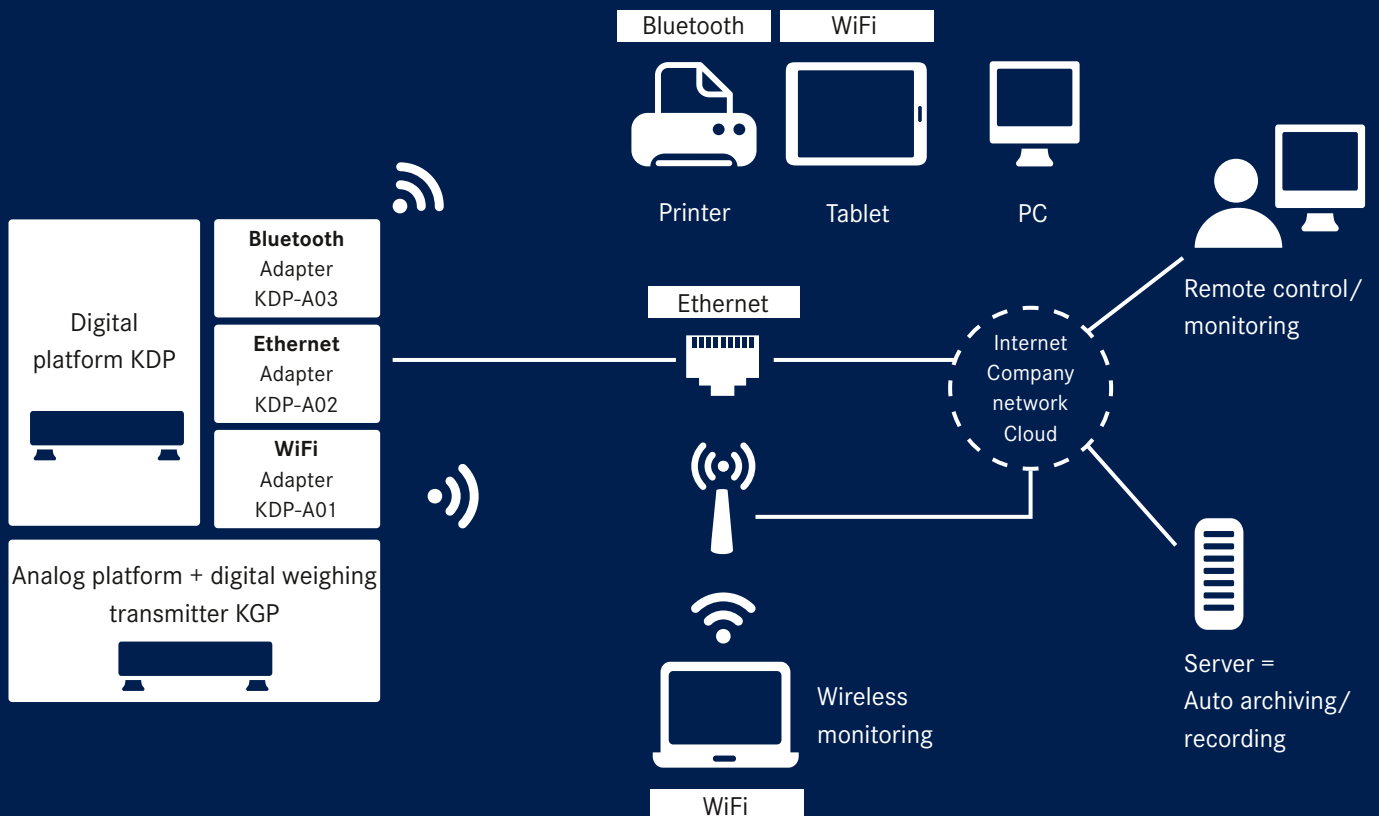 Bluetooth
WiFi
Printer
Tablet
PC
Digital
platform KDP
Bluetooth
Adapter
KDP-A03
Ethernet
Adapter
KDP-A02
WiFi
Adapter
KDP-A01
Analog platform + digital weighing
transmitter KGP
Ethernet
Internet
Company
network
Cloud
Remote control/
monitoring
Wireless
monitoring
WiFi
Server =
Auto archiving/
recording